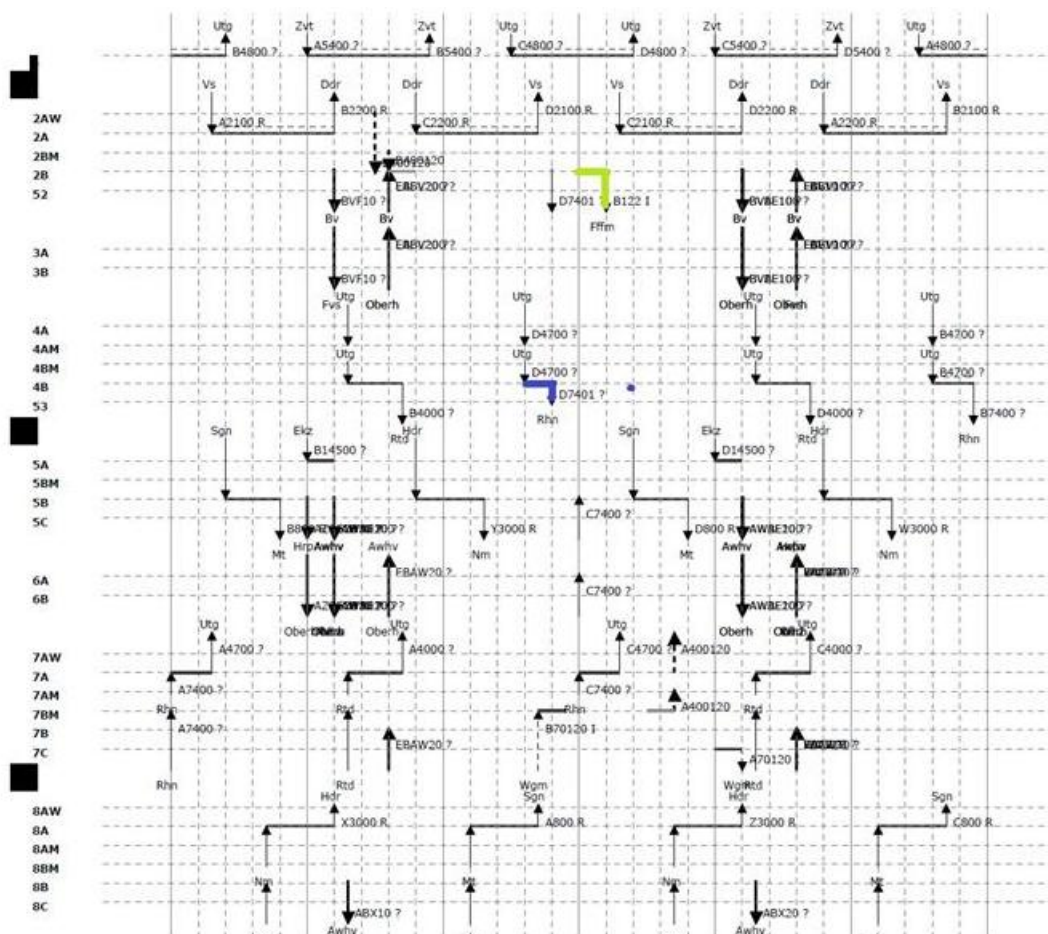 Utg Zvt Zvt Utg Utg Zvt Zvt Utg
B4800 ? A5400 ? B5400 ? C4800 ? D4800 ? C5400 ? D5400 ? A4800 ?
Vs Ddr Ddr Vs Vs Ddr Ddr Vs
B2200 R D2100 R D2200 R B2100 R
2AW
A2100 R C2200 R C2100 R A2200 R
2A
2BM
B400120
2B
52
BVF10 ? D7401 ? B122 I
Bv Bv Fffm Bv Bv
3A
3B
BVF10 ?
Fvs Oberh Oberh
Utg Utg Utg Utg
4A
D4700 ? B4700 ?
4AM
Utg Utg Utg Utg
4BM
D4700 ? B4700 ?
4B
D7401 ?
53
B4000 ? Rhn D4000 ? B7400 ?
Sgn Ekz Hdr Sgn Ekz Hdr
Rtd Rtd Rhn
B14500 ? D14500 ?
5A
5BM
5B
C7400 ?
5C
Y3000 R D800 R W3000 R
Mt Awhv Awhv Nm Mt Awhv Nm
EBAW20 ?
6A
C7400 ?
6B
Oberh Oberh
Utg Utg Utg Utg
A4700 ? A4000 ? C4700 ? A400120 C4000 ?
7AW
7A
A7400 ? C7400 ?
7AM
A400120
Rhn Rtd Rhn Rtd
7BM
A7400 ? B70120 I
7B
EBAW20 ?
7C
A70120
Rhn Rtd Wgm Rtd
Hdr Sgn Hdr Sgn
8AW
X3000 R A800 R Z3000 R C800 R
8A
8AM
8BM
Nm Mt Nm Mt
8B
8C
ABX10 ? ABX20 ?
Awhv Awhv